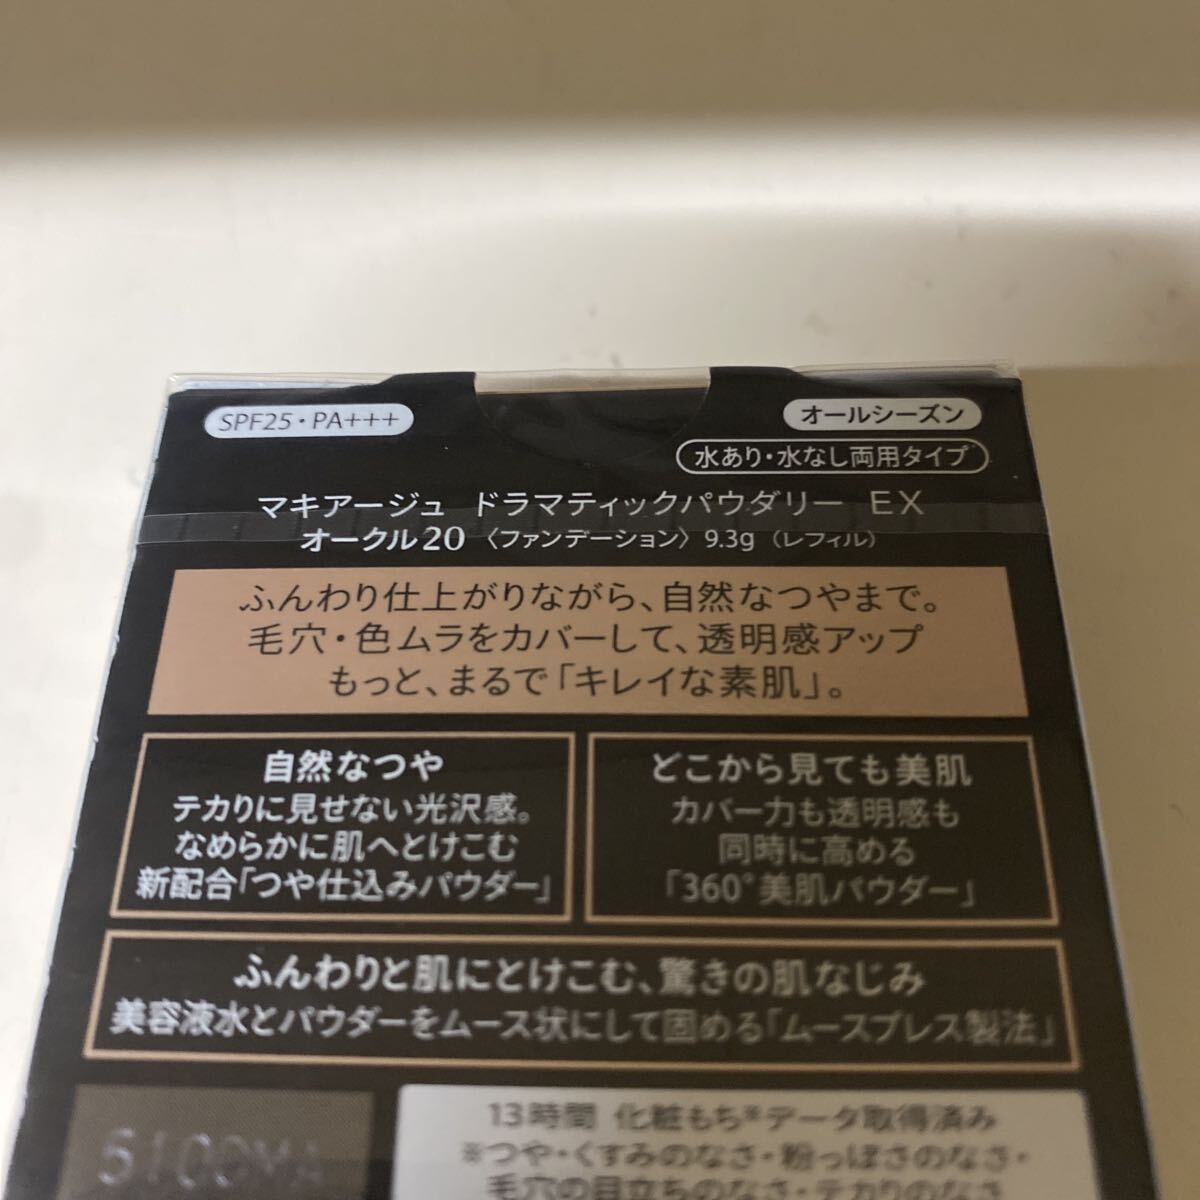 SPF25・PA+++
オールシーズン
水あり・水なし両用タイプ
マキアージュ ドラマティックパウダリー EX
オークル20 〈ファンデーション〉 9.3g（レフィル）
ふんわり仕上がりながら、自然なつやまで。
毛穴・色ムラをカバーして、透明感アップ
もっと、まるで「キレイな素肌」。
自然なつや
テカりに見せない光沢感。
なめらかに肌へとけこむ
新配合「つや仕込みパウダー」
どこから見ても美肌
カバー力も透明感も
同時に高める
「360°美肌パウダー」
ふんわりと肌にとけこむ、驚きの肌なじみ
美容液水とパウダーをムース状にして固める「ムースプレス製法」
13時間 化粧もち※データ取得済み
※つや・くすみのなさ・粉っぽさのなさ・
毛穴の目立ちのなさ・テカりのなさ